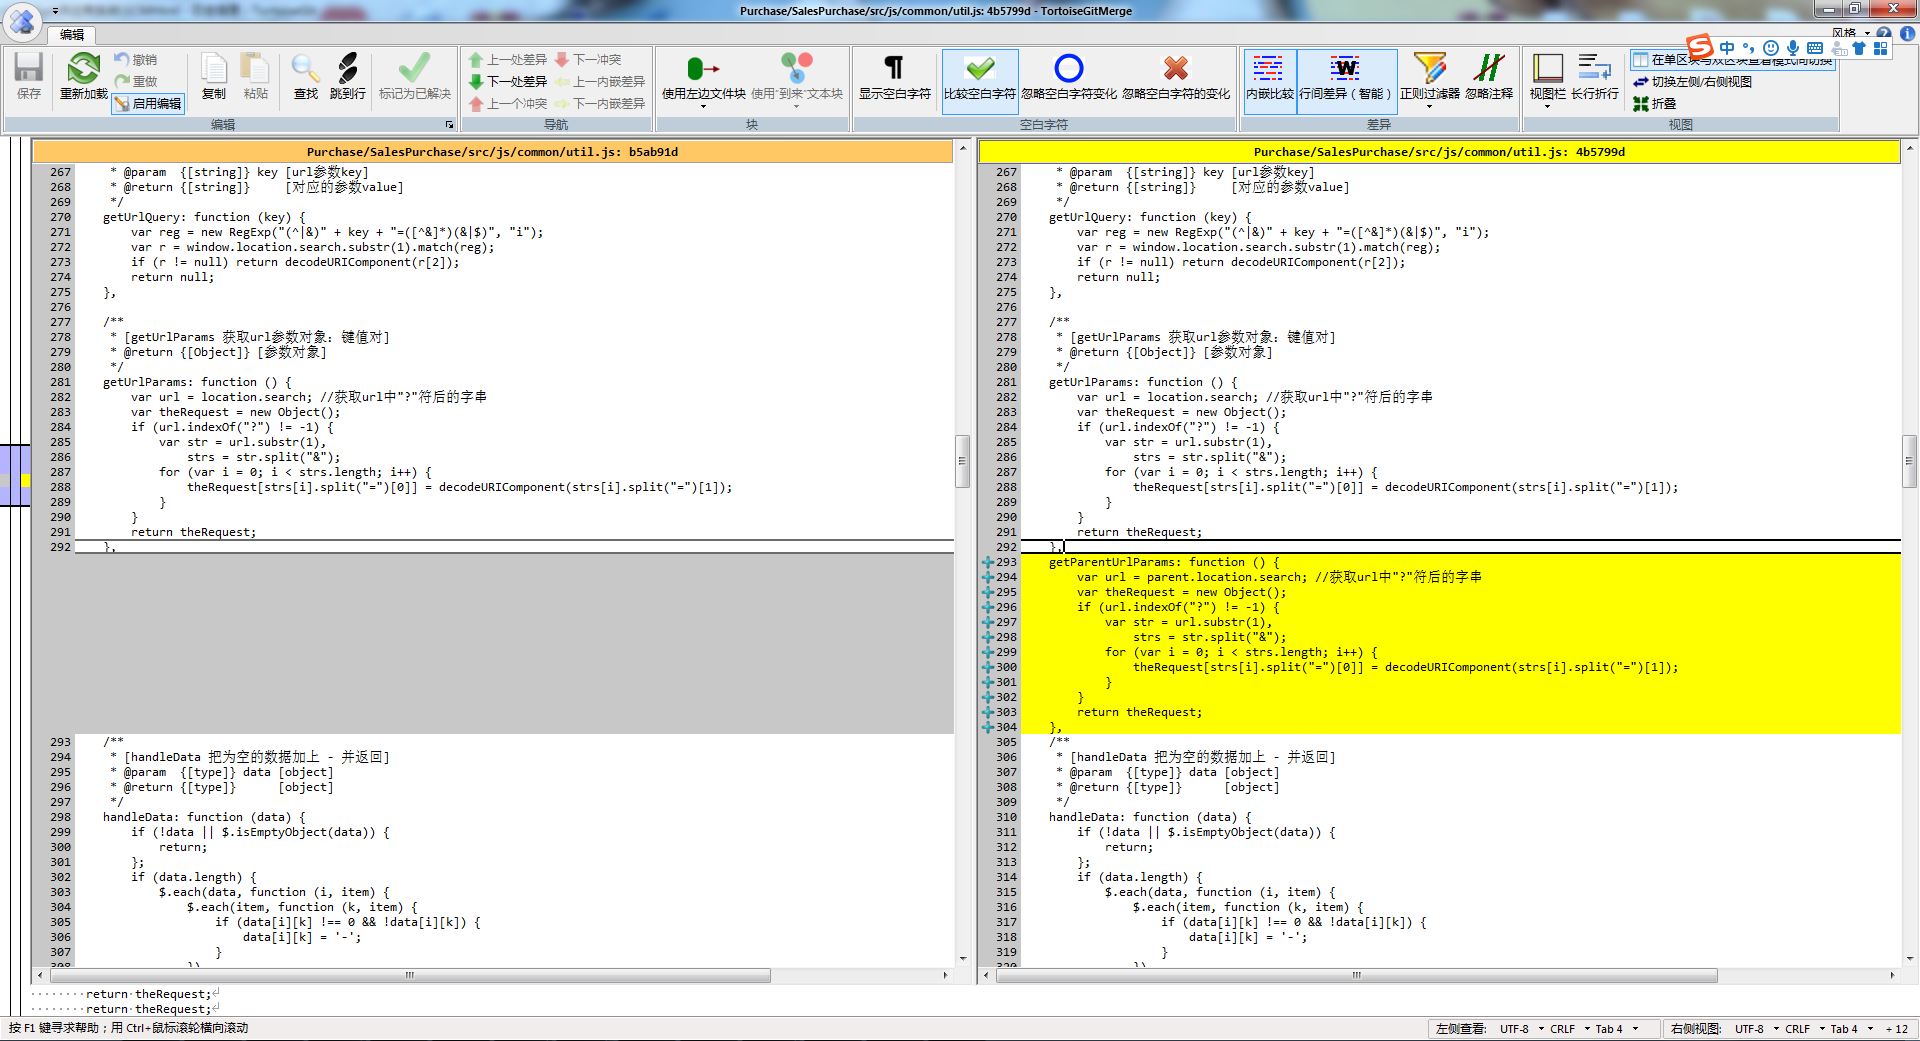 Purchase/SalesPurchase/src/js/common/util.js: 4b5799d - TortoiseGitMerge
编辑
风格
中
保存
重新加载
撤销
重做
启用编辑
复制
粘贴
查找
跳到行
标记为已解决
编辑
上一处差异
下一处差异
上一个冲突
下一冲突
上一内嵌差异
下一内嵌差异
导航
使用左边文件块
使用“到来”文本块
块
显示空白字符
比较空白字符
忽略空白字符变化
忽略空白字符的变化
空白字符
内嵌比较
行间差异（智能）
正则过滤器
忽略注释
差异
视图栏
长行折行
切换左侧/右侧视图
折叠
视图
Purchase/SalesPurchase/src/js/common/util.js: b5ab91d
267     * @param  {[string]} key [url参数key]
268     * @return {[string]}     [对应的参数value]
269     */
270    getUrlQuery: function (key) {
271        var reg = new RegExp("(^|&)" + key + "=([^&]*)(&|$)", "i");
272        var r = window.location.search.substr(1).match(reg);
273        if (r != null) return decodeURIComponent(r[2]);
274        return null;
275    },
276
277    /**
278     * [getUrlParams 获取url参数对象: 键值对]
279     * @return {[Object]} [参数对象]
280     */
281    getUrlParams: function () {
282        var url = location.search; //获取url中"?"符后的字串
283        var theRequest = new Object();
284        if (url.indexOf("?") != -1) {
285            var str = url.substr(1),
286                strs = str.split("&");
287            for (var i = 0; i < strs.length; i++) {
288                theRequest[strs[i].split("=")[0]] = decodeURIComponent(strs[i].split("=")[1]);
289            }
290        }
291        return theRequest;
292    },
293    /**
294     * [handleData 把为空的数据加上 - 并返回]
295     * @param  {[type]} data [object]
296     * @return {[type]}      [object]
297     */
298    handleData: function (data) {
299        if (!data || $.isEmptyObject(data)) {
300            return;
301        };
302        if (data.length) {
303            $.each(data, function (i, item) {
304                $.each(item, function (k, item) {
305                    if (data[i][k] !== 0 && !data[i][k]) {
306                        data[i][k] = '-';
307                    }
308                })
Purchase/SalesPurchase/src/js/common/util.js: 4b5799d
267     * @param  {[string]} key [url参数key]
268     * @return {[string]}     [对应的参数value]
269     */
270    getUrlQuery: function (key) {
271        var reg = new RegExp("(^|&)" + key + "=([^&]*)(&|$)", "i");
272        var r = window.location.search.substr(1).match(reg);
273        if (r != null) return decodeURIComponent(r[2]);
274        return null;
275    },
276
277    /**
278     * [getUrlParams 获取url参数对象: 键值对]
279     * @return {[Object]} [参数对象]
280     */
281    getUrlParams: function () {
282        var url = location.search; //获取url中"?"符后的字串
283        var theRequest = new Object();
284        if (url.indexOf("?") != -1) {
285            var str = url.substr(1),
286                strs = str.split("&");
287            for (var i = 0; i < strs.length; i++) {
288                theRequest[strs[i].split("=")[0]] = decodeURIComponent(strs[i].split("=")[1]);
289            }
290        }
291        return theRequest;
292    },
293    getParentUrlParams: function () {
294        var url = parent.location.search; //获取url中"?"符后的字串
295        var theRequest = new Object();
296        if (url.indexOf("?") != -1) {
297            var str = url.substr(1),
298                strs = str.split("&");
299            for (var i = 0; i < strs.length; i++) {
300                theRequest[strs[i].split("=")[0]] = decodeURIComponent(strs[i].split("=")[1]);
301            }
302        }
303        return theRequest;
304    },
305    /**
306     * [handleData 把为空的数据加上 - 并返回]
307     * @param  {[type]} data [object]
308     * @return {[type]}      [object]
309     */
310    handleData: function (data) {
311        if (!data || $.isEmptyObject(data)) {
312            return;
313        };
314        if (data.length) {
315            $.each(data, function (i, item) {
316                $.each(item, function (k, item) {
317                    if (data[i][k] !== 0 && !data[i][k]) {
318                        data[i][k] = '-';
319                    }
320                })
········return·theRequest;
········return·theRequest;
按 F1 键寻求帮助；用 Ctrl+鼠标滚轮横向滚动
左侧查看: UTF-8 CRLF Tab 4
右侧视图: UTF-8 CRLF Tab 4 + 12